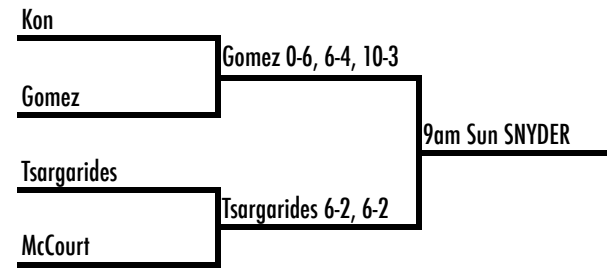 Kon
Gomez 0-6, 6-4, 10-3
Gomez
9am Sun SNYDER
Tsargarides
Tsargarides 6-2, 6-2
McCourt